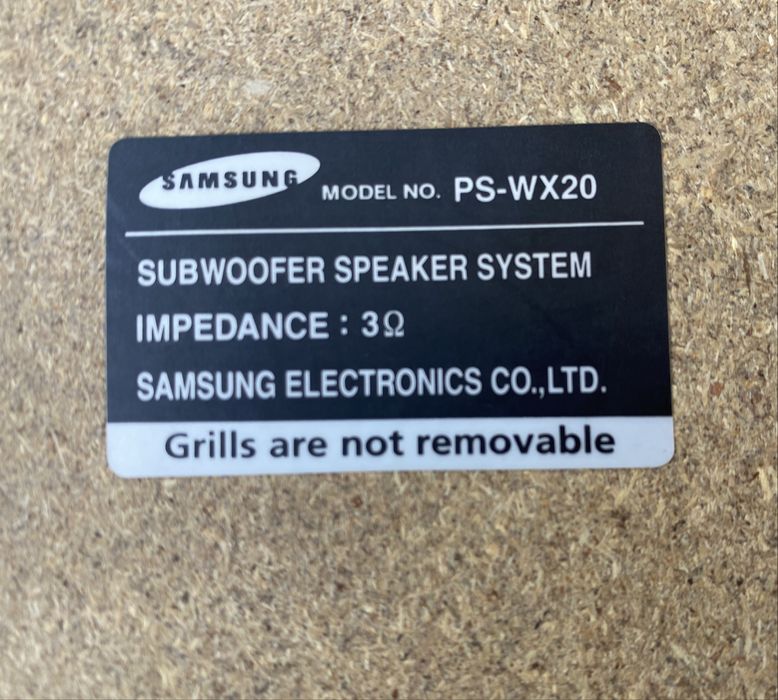 SAMSUNG MODEL NO. PS-WX20
SUBWOOFER SPEAKER SYSTEM
IMPEDANCE : 3Ω
SAMSUNG ELECTRONICS CO.,LTD.
Grills are not removable